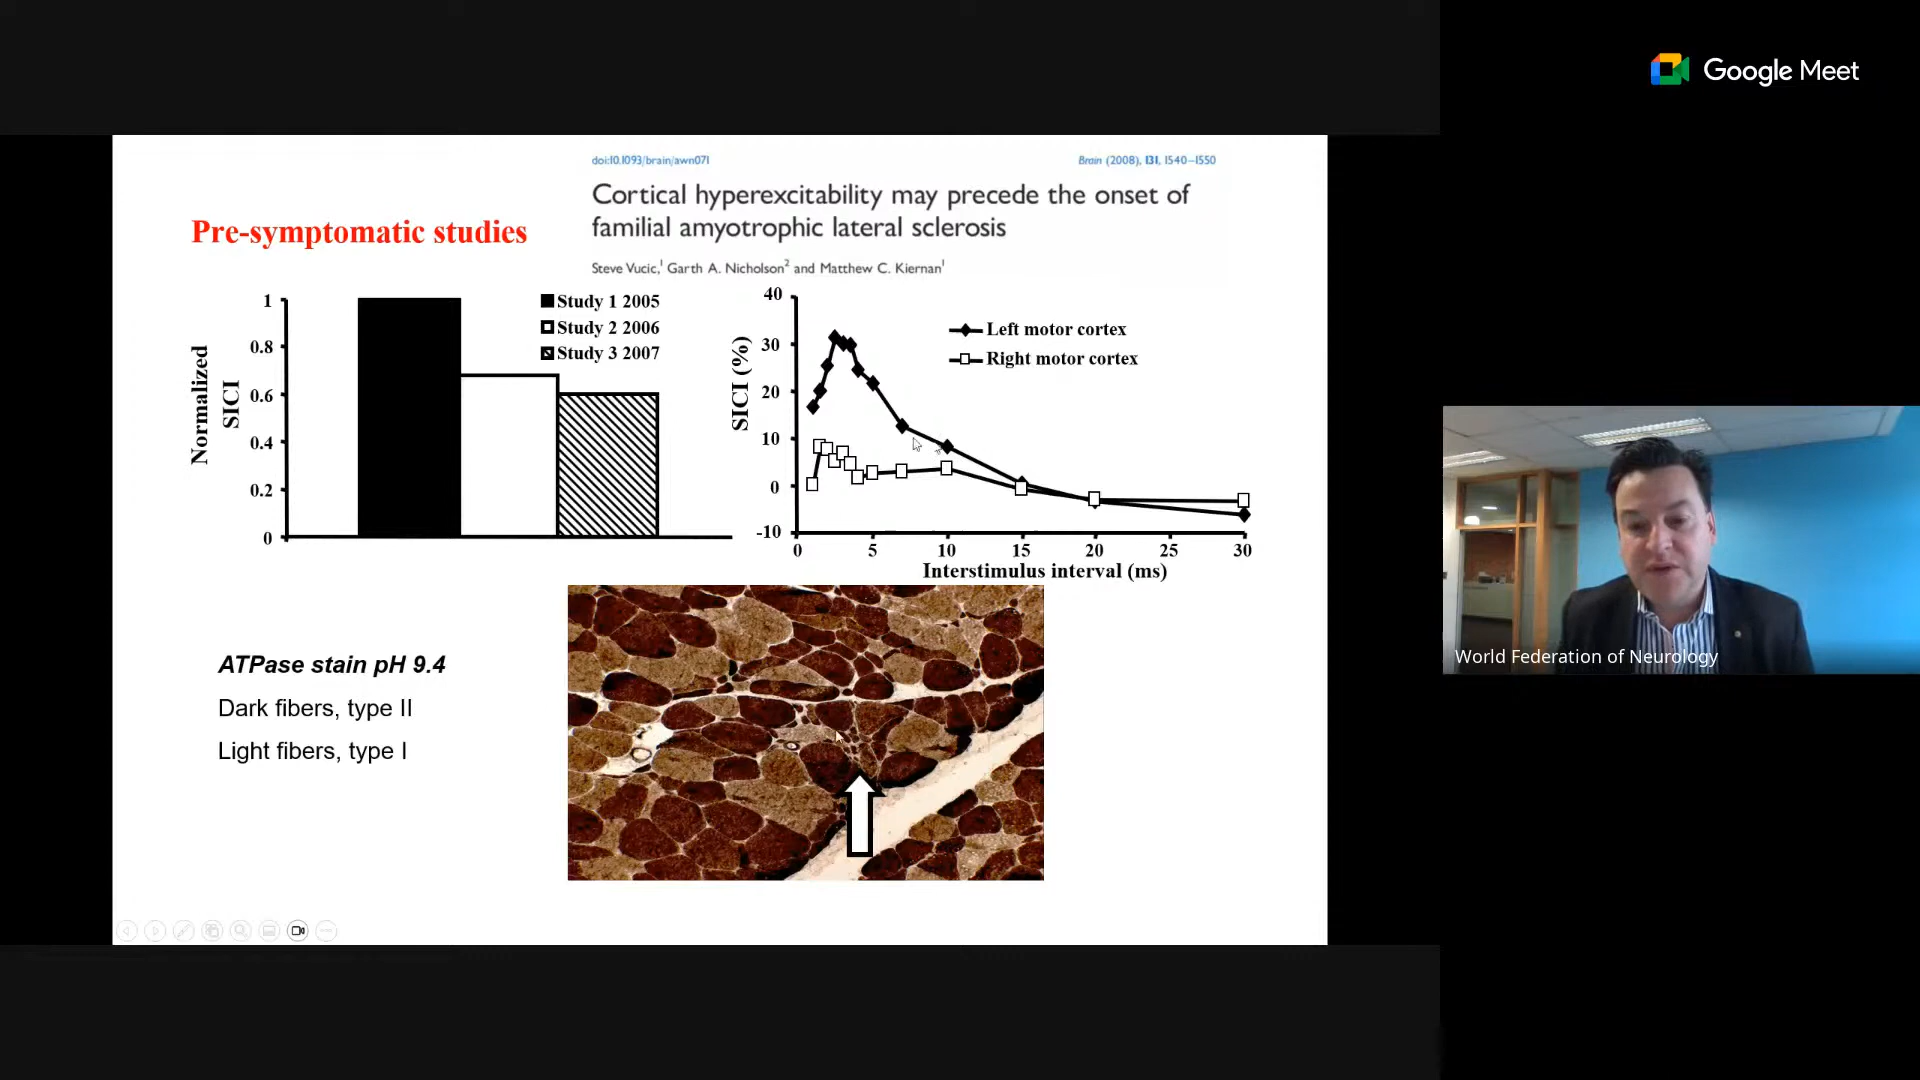 Google Meet
doi:10.1093/brain/awn071
Brain (2008), 131, 1540–1550
Cortical hyperexcitability may precede the onset of
familial amyotrophic lateral sclerosis
Steve Vucic,1 Garth A. Nicholson2 and Matthew C. Kiernan1
Pre-symptomatic studies
Normalized
SICI
1
0.8
0.6
0.4
0.2
0
Study 1 2005
Study 2 2006
Study 3 2007
SICI (%)
40
30
20
10
0
-10
Left motor cortex
Right motor cortex
0 5 10 15 20 25 30
Interstimulus interval (ms)
ATPase stain pH 9.4
Dark fibers, type II
Light fibers, type I
World Federation of Neurology